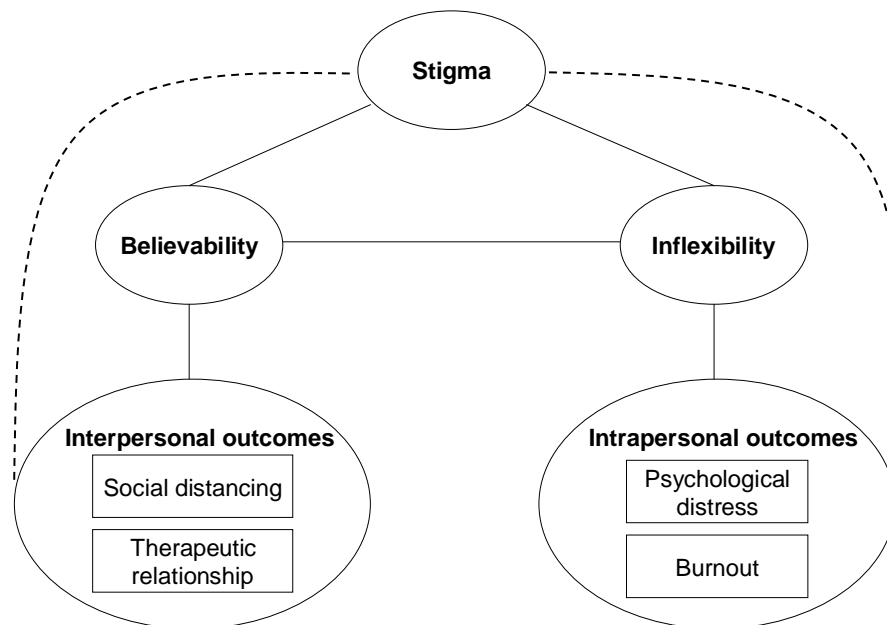 Stigma
Believability
Inflexibility
Interpersonal outcomes
Social distancing
Therapeutic
relationship
Intrapersonal outcomes
Psychological
distress
Burnout